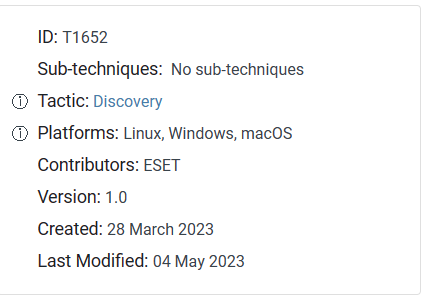 ID: T1652
Sub-techniques: No sub-techniques
Tactic: Discovery
Platforms: Linux, Windows, macOS
Contributors: ESET
Version: 1.0
Created: 28 March 2023
Last Modified: 04 May 2023